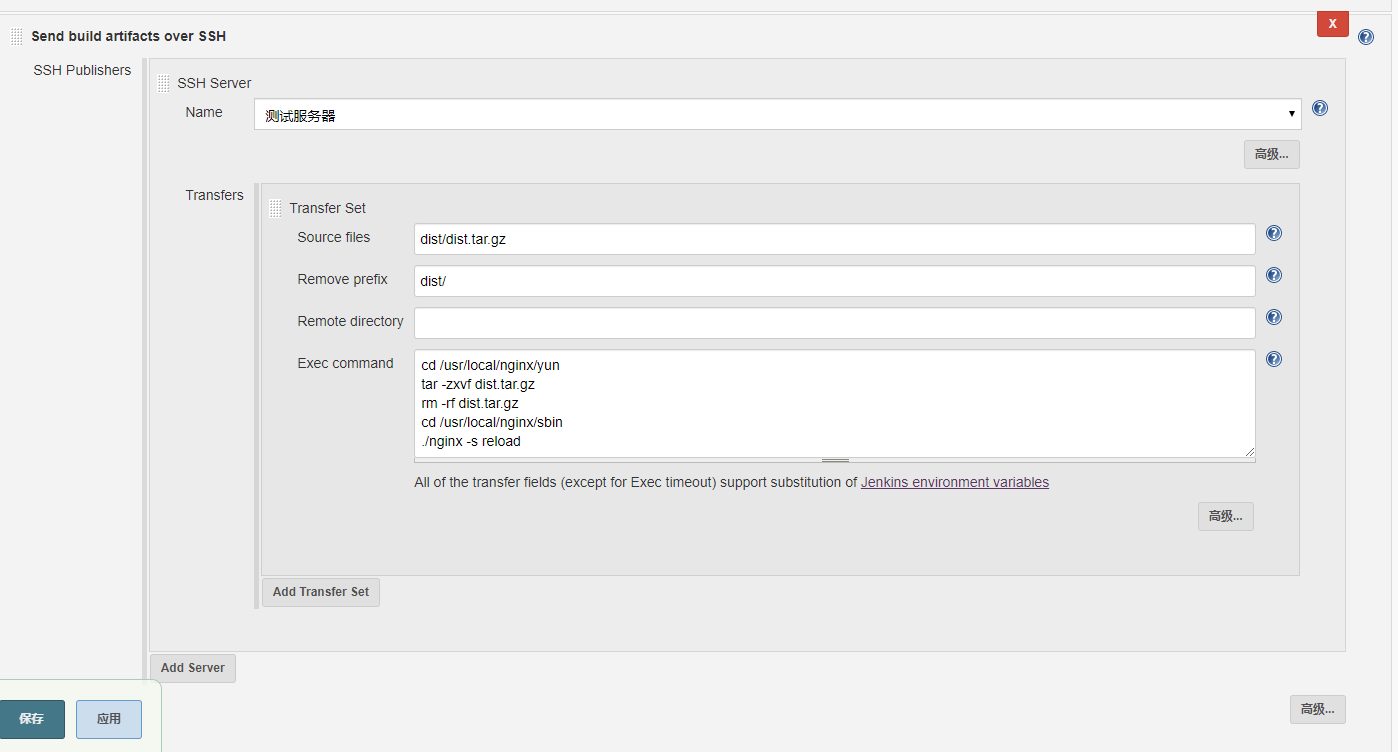 X
Send build artifacts over SSH
SSH Publishers
SSH Server
Name
测试服务器
高级...
Transfers
Transfer Set
Source files
dist/dist.tar.gz
Remove prefix
dist/
Remote directory
Exec command
cd /usr/local/nginx/yun
tar -zxvf dist.tar.gz
rm -rf dist.tar.gz
cd /usr/local/nginx/sbin
./nginx -s reload
All of the transfer fields (except for Exec timeout) support substitution of Jenkins environment variables
高级...
Add Transfer Set
Add Server
保存
应用
高级...